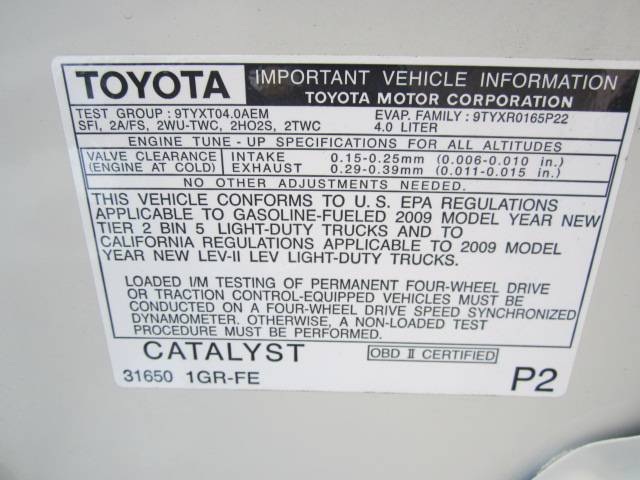 TOYOTA IMPORTANT VEHICLE INFORMATION
TOYOTA MOTOR CORPORATION
TEST GROUP : 9TYXT04.0AEM EVAP. FAMILY : 9TYXR0165P22
SFI, 2A/FS, 2WU-TWC, 2HO2S, 2TWC 4.0 LITER
ENGINE TUNE-UP SPECIFICATIONS FOR ALL ALTITUDES
VALVE CLEARANCE INTAKE 0.15-0.25mm (0.006-0.010 in.)
(ENGINE AT COLD) EXHAUST 0.29-0.39mm (0.011-0.015 in.)
NO OTHER ADJUSTMENTS NEEDED.
THIS VEHICLE CONFORMS TO U.S. EPA REGULATIONS
APPLICABLE TO GASOLINE-FUELED 2009 MODEL YEAR NEW
TIER 2 BIN 5 LIGHT-DUTY TRUCKS AND TO
CALIFORNIA REGULATIONS APPLICABLE TO 2009 MODEL
YEAR NEW LEV-II LEV LIGHT-DUTY TRUCKS.
LOADED I/M TESTING OF PERMANENT FOUR-WHEEL DRIVE
OR TRACTION CONTROL-EQUIPPED VEHICLES MUST BE
CONDUCTED ON A FOUR-WHEEL DRIVE SPEED SYNCHRONIZED
DYNAMOMETER. OTHERWISE, A NON-LOADED TEST
PROCEDURE MUST BE PERFORMED.
CATALYST OBD II CERTIFIED
31650 1GR-FE P2